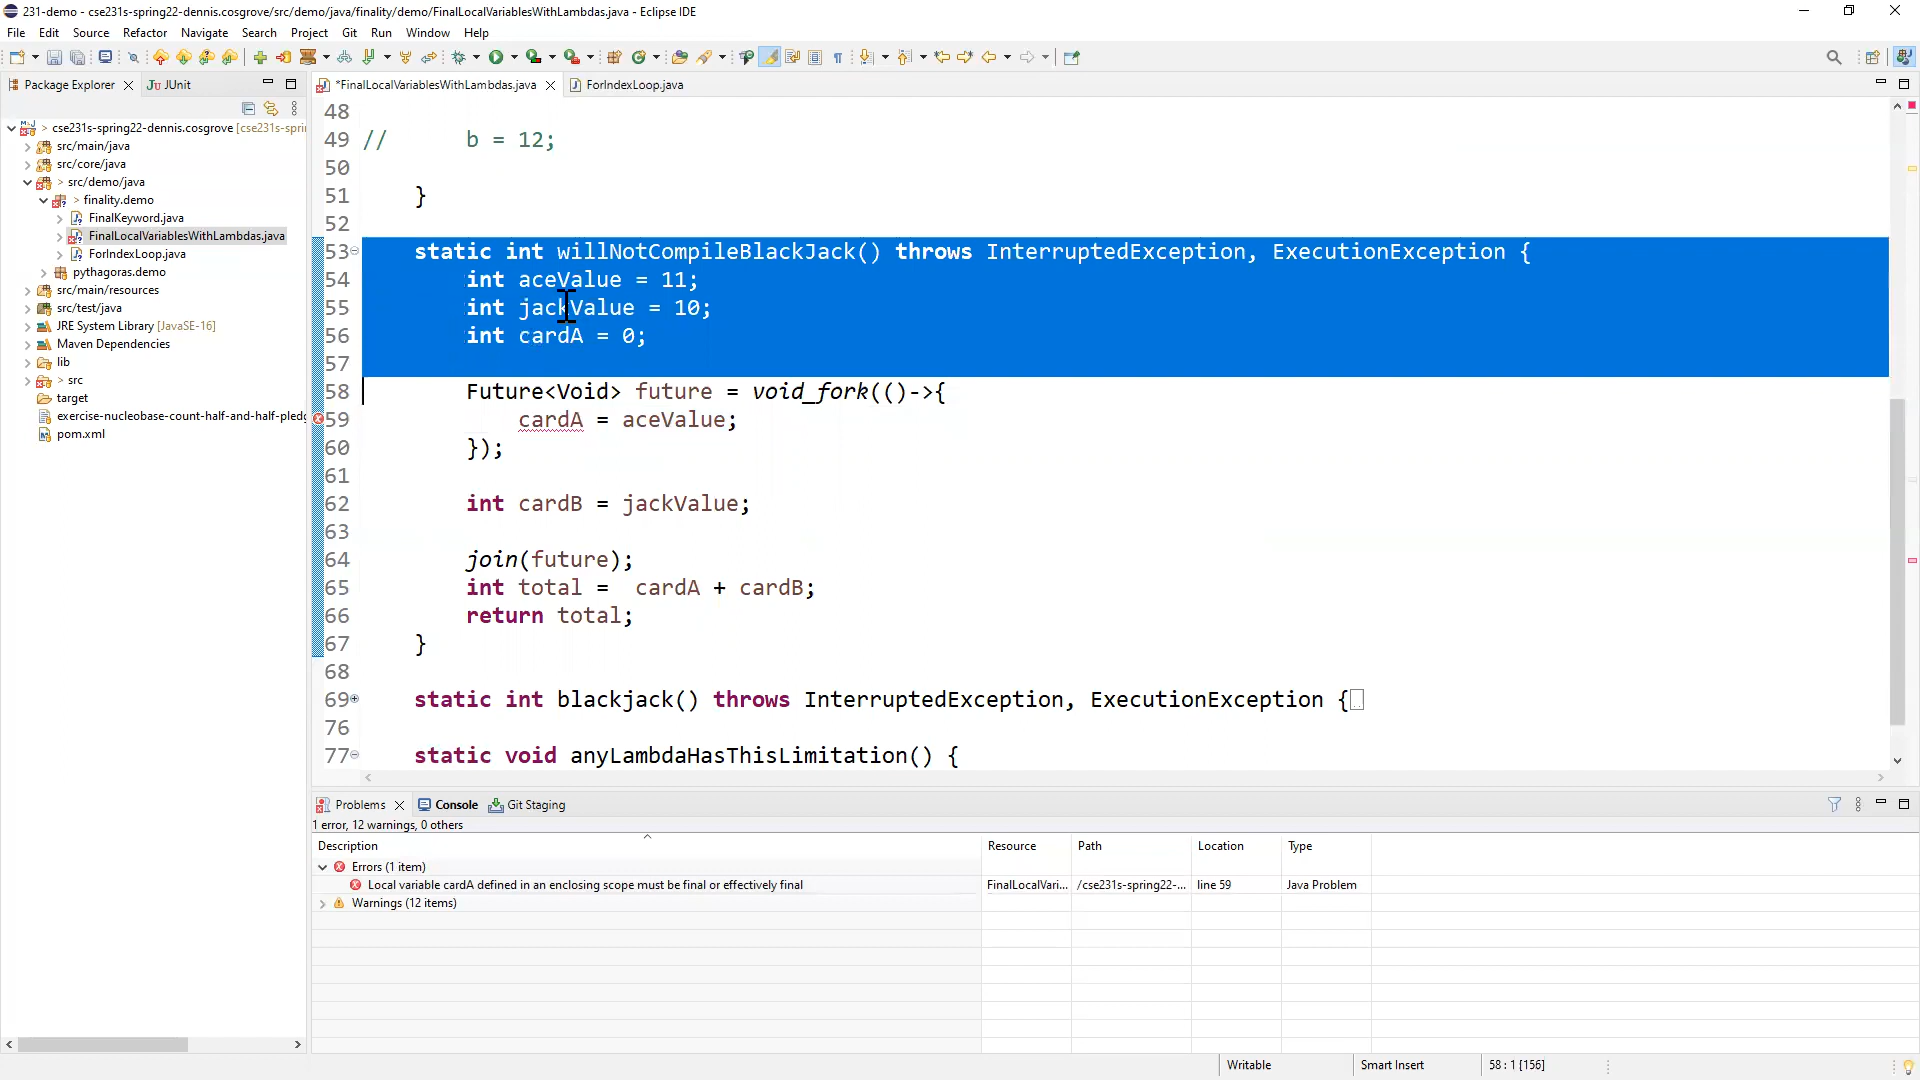 231-demo - cse231s-spring22-dennis.cosgrove/src/demo/java/finality/demo/FinalLocalVariablesWithLambdas.java - Eclipse IDE
File Edit Source Refactor Navigate Search Project Git Run Window Help
Package Explorer
JUnit
*FinalLocalVariablesWithLambdas.java
ForIndexLoop.java
> cse231s-spring22-dennis.cosgrove [cse231s-spri
src/main/java
src/core/java
> src/demo/java
> finality.demo
FinalKeyword.java
FinalLocalVariablesWithLambdas.java
ForIndexLoop.java
pythagoras.demo
src/main/resources
src/test/java
JRE System Library [JavaSE-16]
Maven Dependencies
lib
> src
target
exercise-nucleobase-count-half-and-half-pledg
pom.xml
48
49 // b = 12;
50
51 }
52
53 static int willNotCompileBlackJack() throws InterruptedException, ExecutionException {
54 int aceValue = 11;
55 int jackValue = 10;
56 int cardA = 0;
57
58 Future<Void> future = void_fork(()->{
59 cardA = aceValue;
60 });
61
62 int cardB = jackValue;
63
64 join(future);
65 int total =  cardA + cardB;
66 return total;
67 }
68
69 static int blackjack() throws InterruptedException, ExecutionException {
76
77 static void anyLambdaHasThisLimitation() {
Problems
Console
Git Staging
1 error, 12 warnings, 0 others
Description Resource Path Location Type
Errors (1 item)
Local variable cardA defined in an enclosing scope must be final or effectively final FinalLocalVari... /cse231s-spring22-... line 59 Java Problem
Warnings (12 items)
Writable Smart Insert 58 : 1 [156]